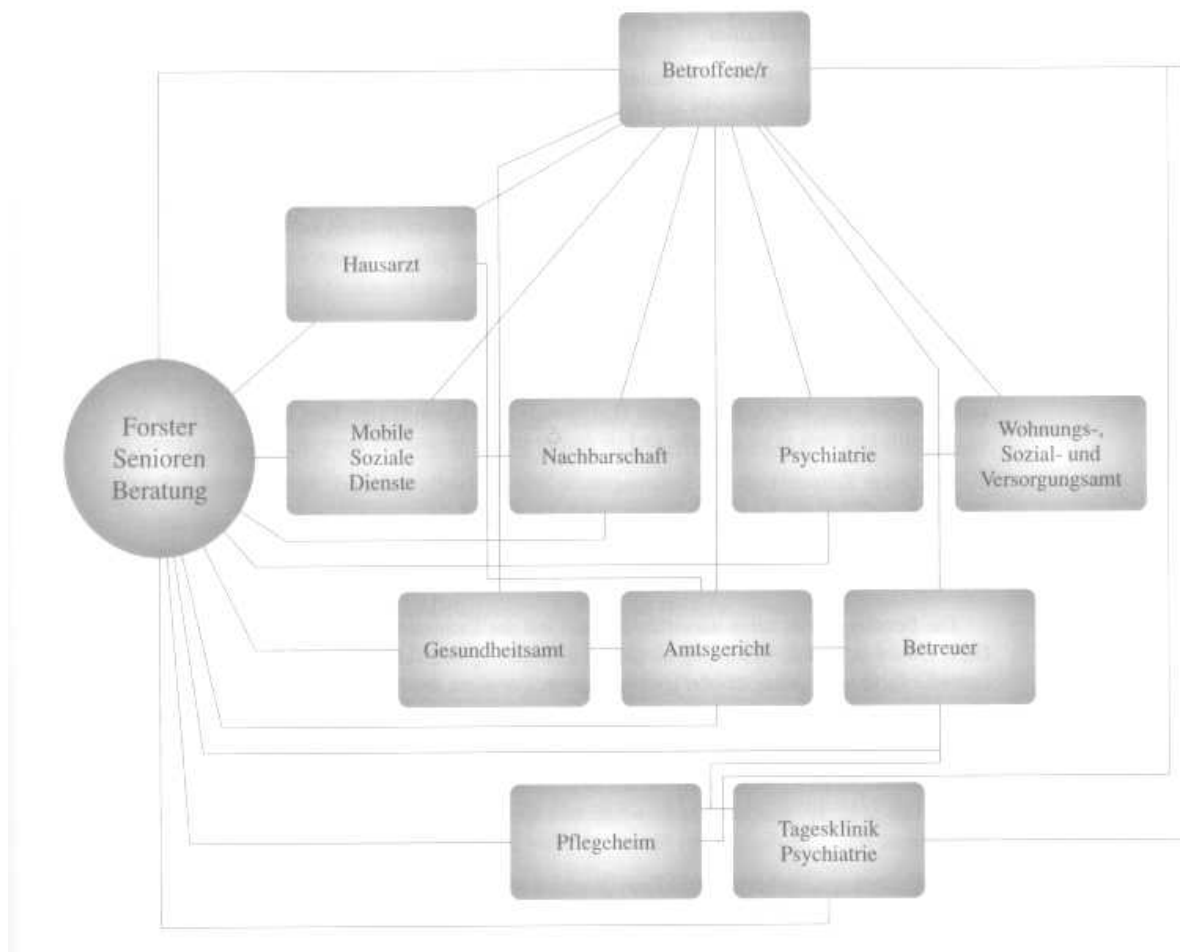 Betroffene/r
Hausarzt
Forster
Senioren
Beratung
Mobile
Soziale
Dienste
Nachbarschaft
Psychiatrie
Wohnungs-,
Sozial- und
Versorgungsamt
Gesundheitsamt
Amtsgericht
Betreuer
Pflegeheim
Tagesklinik
Psychiatrie